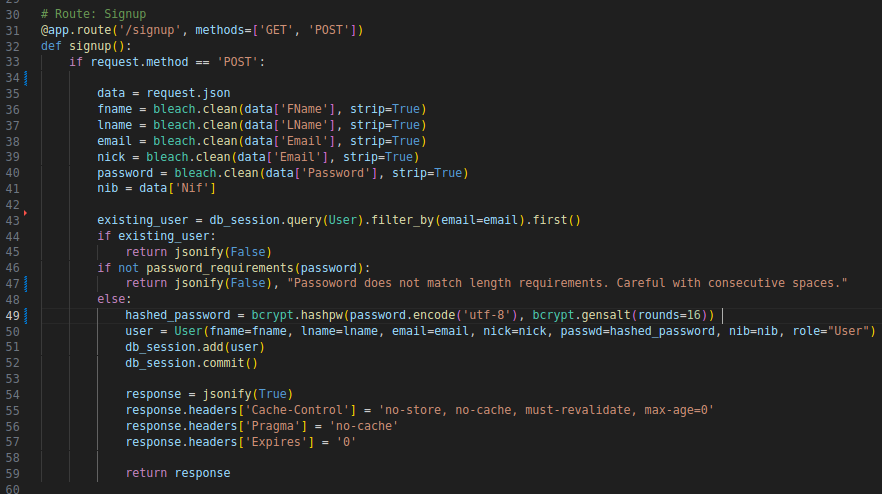 30 # Route: Signup
31 @app.route('/signup', methods=['GET', 'POST'])
32 def signup():
33     if request.method == 'POST':
34
35         data = request.json
36         fname = bleach.clean(data['FName'], strip=True)
37         lname = bleach.clean(data['LName'], strip=True)
38         email = bleach.clean(data['Email'], strip=True)
39         nick = bleach.clean(data['Email'], strip=True)
40         password = bleach.clean(data['Password'], strip=True)
41         nib = data['Nif']
42
43         existing_user = db_session.query(User).filter_by(email=email).first()
44         if existing_user:
45             return jsonify(False)
46         if not password_requirements(password):
47             return jsonify(False), "Passoword does not match length requirements. Careful with consecutive spaces."
48         else:
49             hashed_password = bcrypt.hashpw(password.encode('utf-8'), bcrypt.gensalt(rounds=16))
50             user = User(fname=fname, lname=lname, email=email, nick=nick, passwd=hashed_password, nib=nib, role="User")
51             db_session.add(user)
52             db_session.commit()
53
54             response = jsonify(True)
55             response.headers['Cache-Control'] = 'no-store, no-cache, must-revalidate, max-age=0'
56             response.headers['Pragma'] = 'no-cache'
57             response.headers['Expires'] = '0'
58
59             return response
60